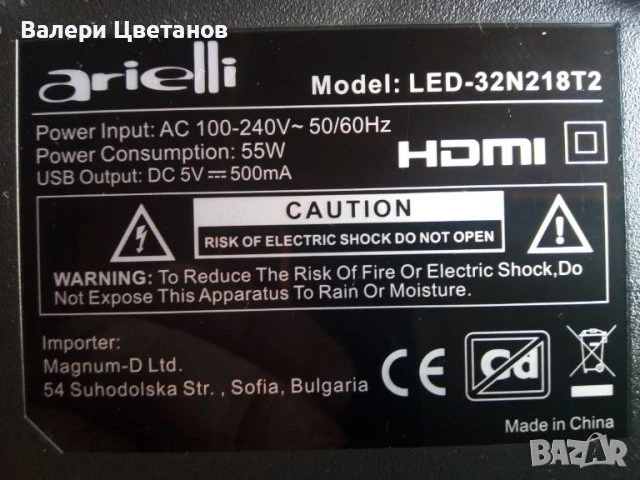 Валери Цветанов
arielli
Model: LED-32N218T2
Power Input: AC 100-240V~ 50/60Hz
Power Consumption: 55W
USB Output: DC 5V⎓500mA
HDMI
CAUTION
RISK OF ELECTRIC SHOCK DO NOT OPEN
WARNING: To Reduce The Risk Of Fire Or Electric Shock,Do
Not Expose This Apparatus To Rain Or Moisture.
Importer:
Magnum-D Ltd.
54 Suhodolska Str. , Sofia, Bulgaria
CE
Cd
Made in China
BAZAR